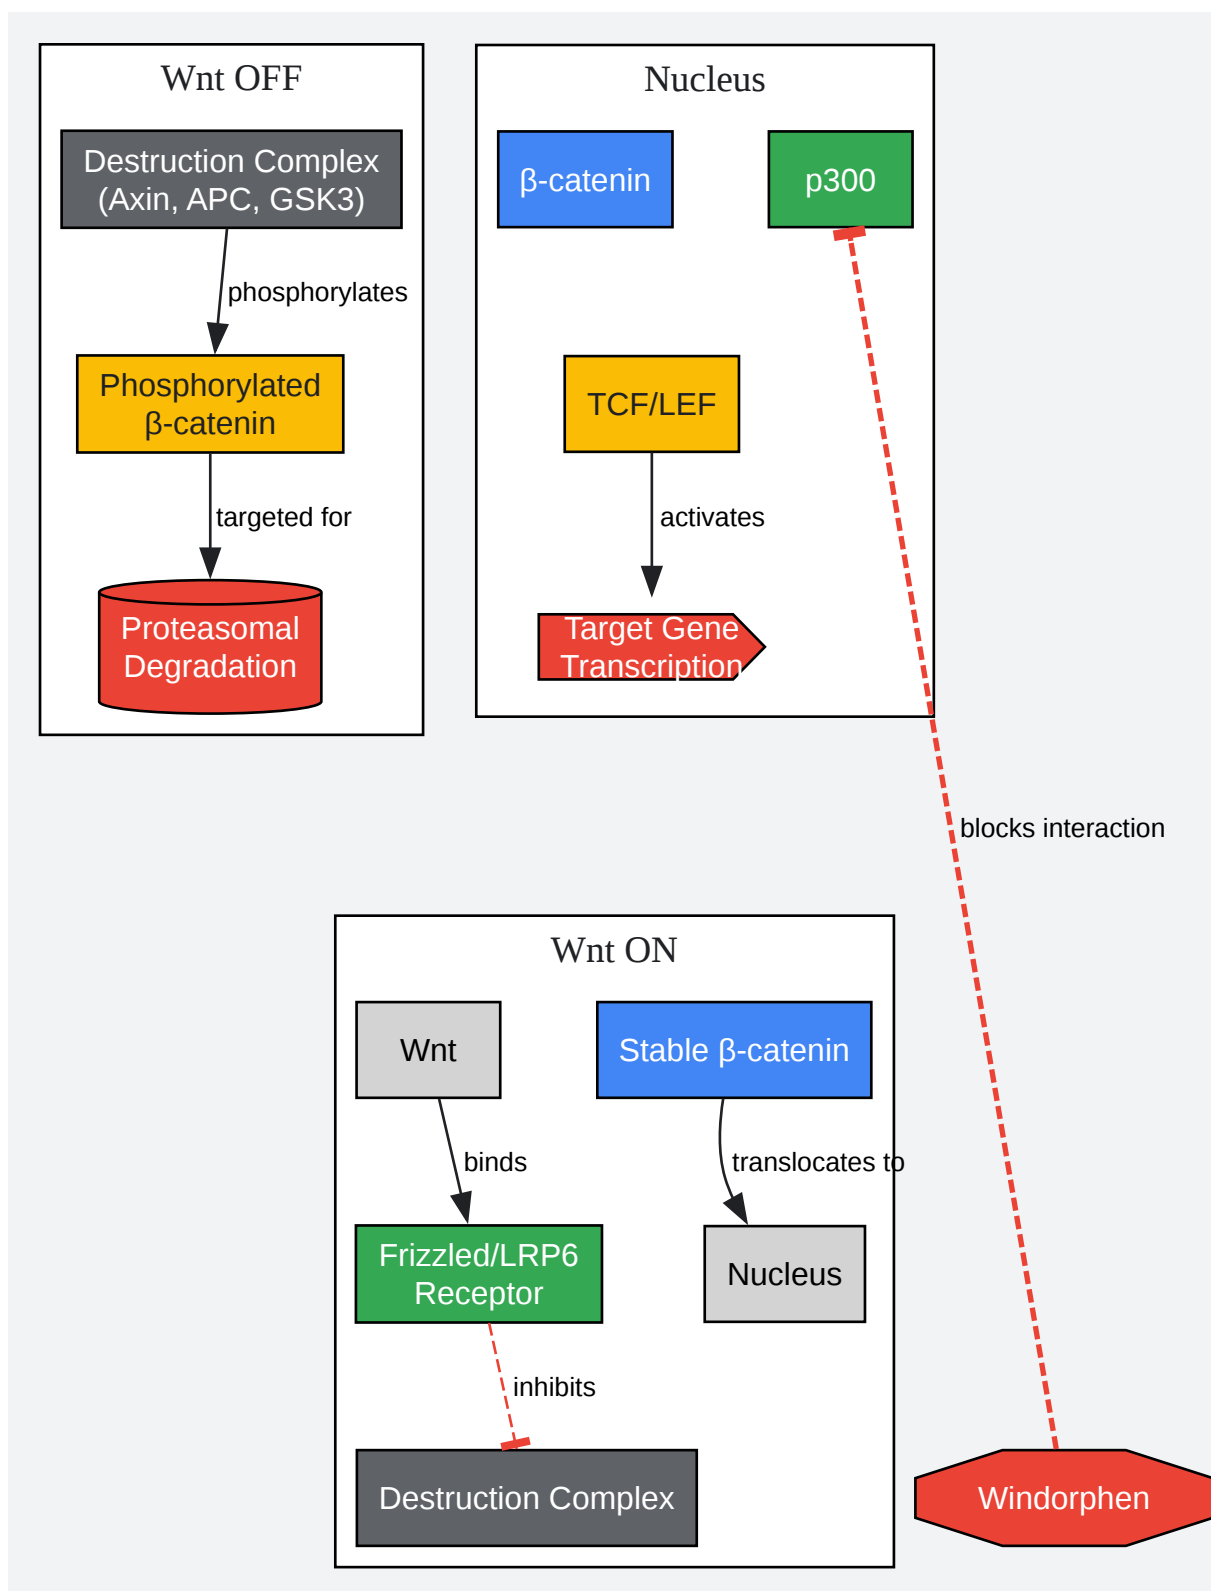 Wnt OFF
Destruction Complex
(Axin, APC, GSK3)
phosphorylates
Phosphorylated
β-catenin
targeted for
Proteasomal
Degradation
Nucleus
β-catenin
p300
TCF/LEF
activates
Target Gene
Transcription
blocks interaction
Wnt ON
Wnt
Stable β-catenin
binds
translocates to
Frizzled/LRP6
Receptor
Nucleus
inhibits
Destruction Complex
Windorphen